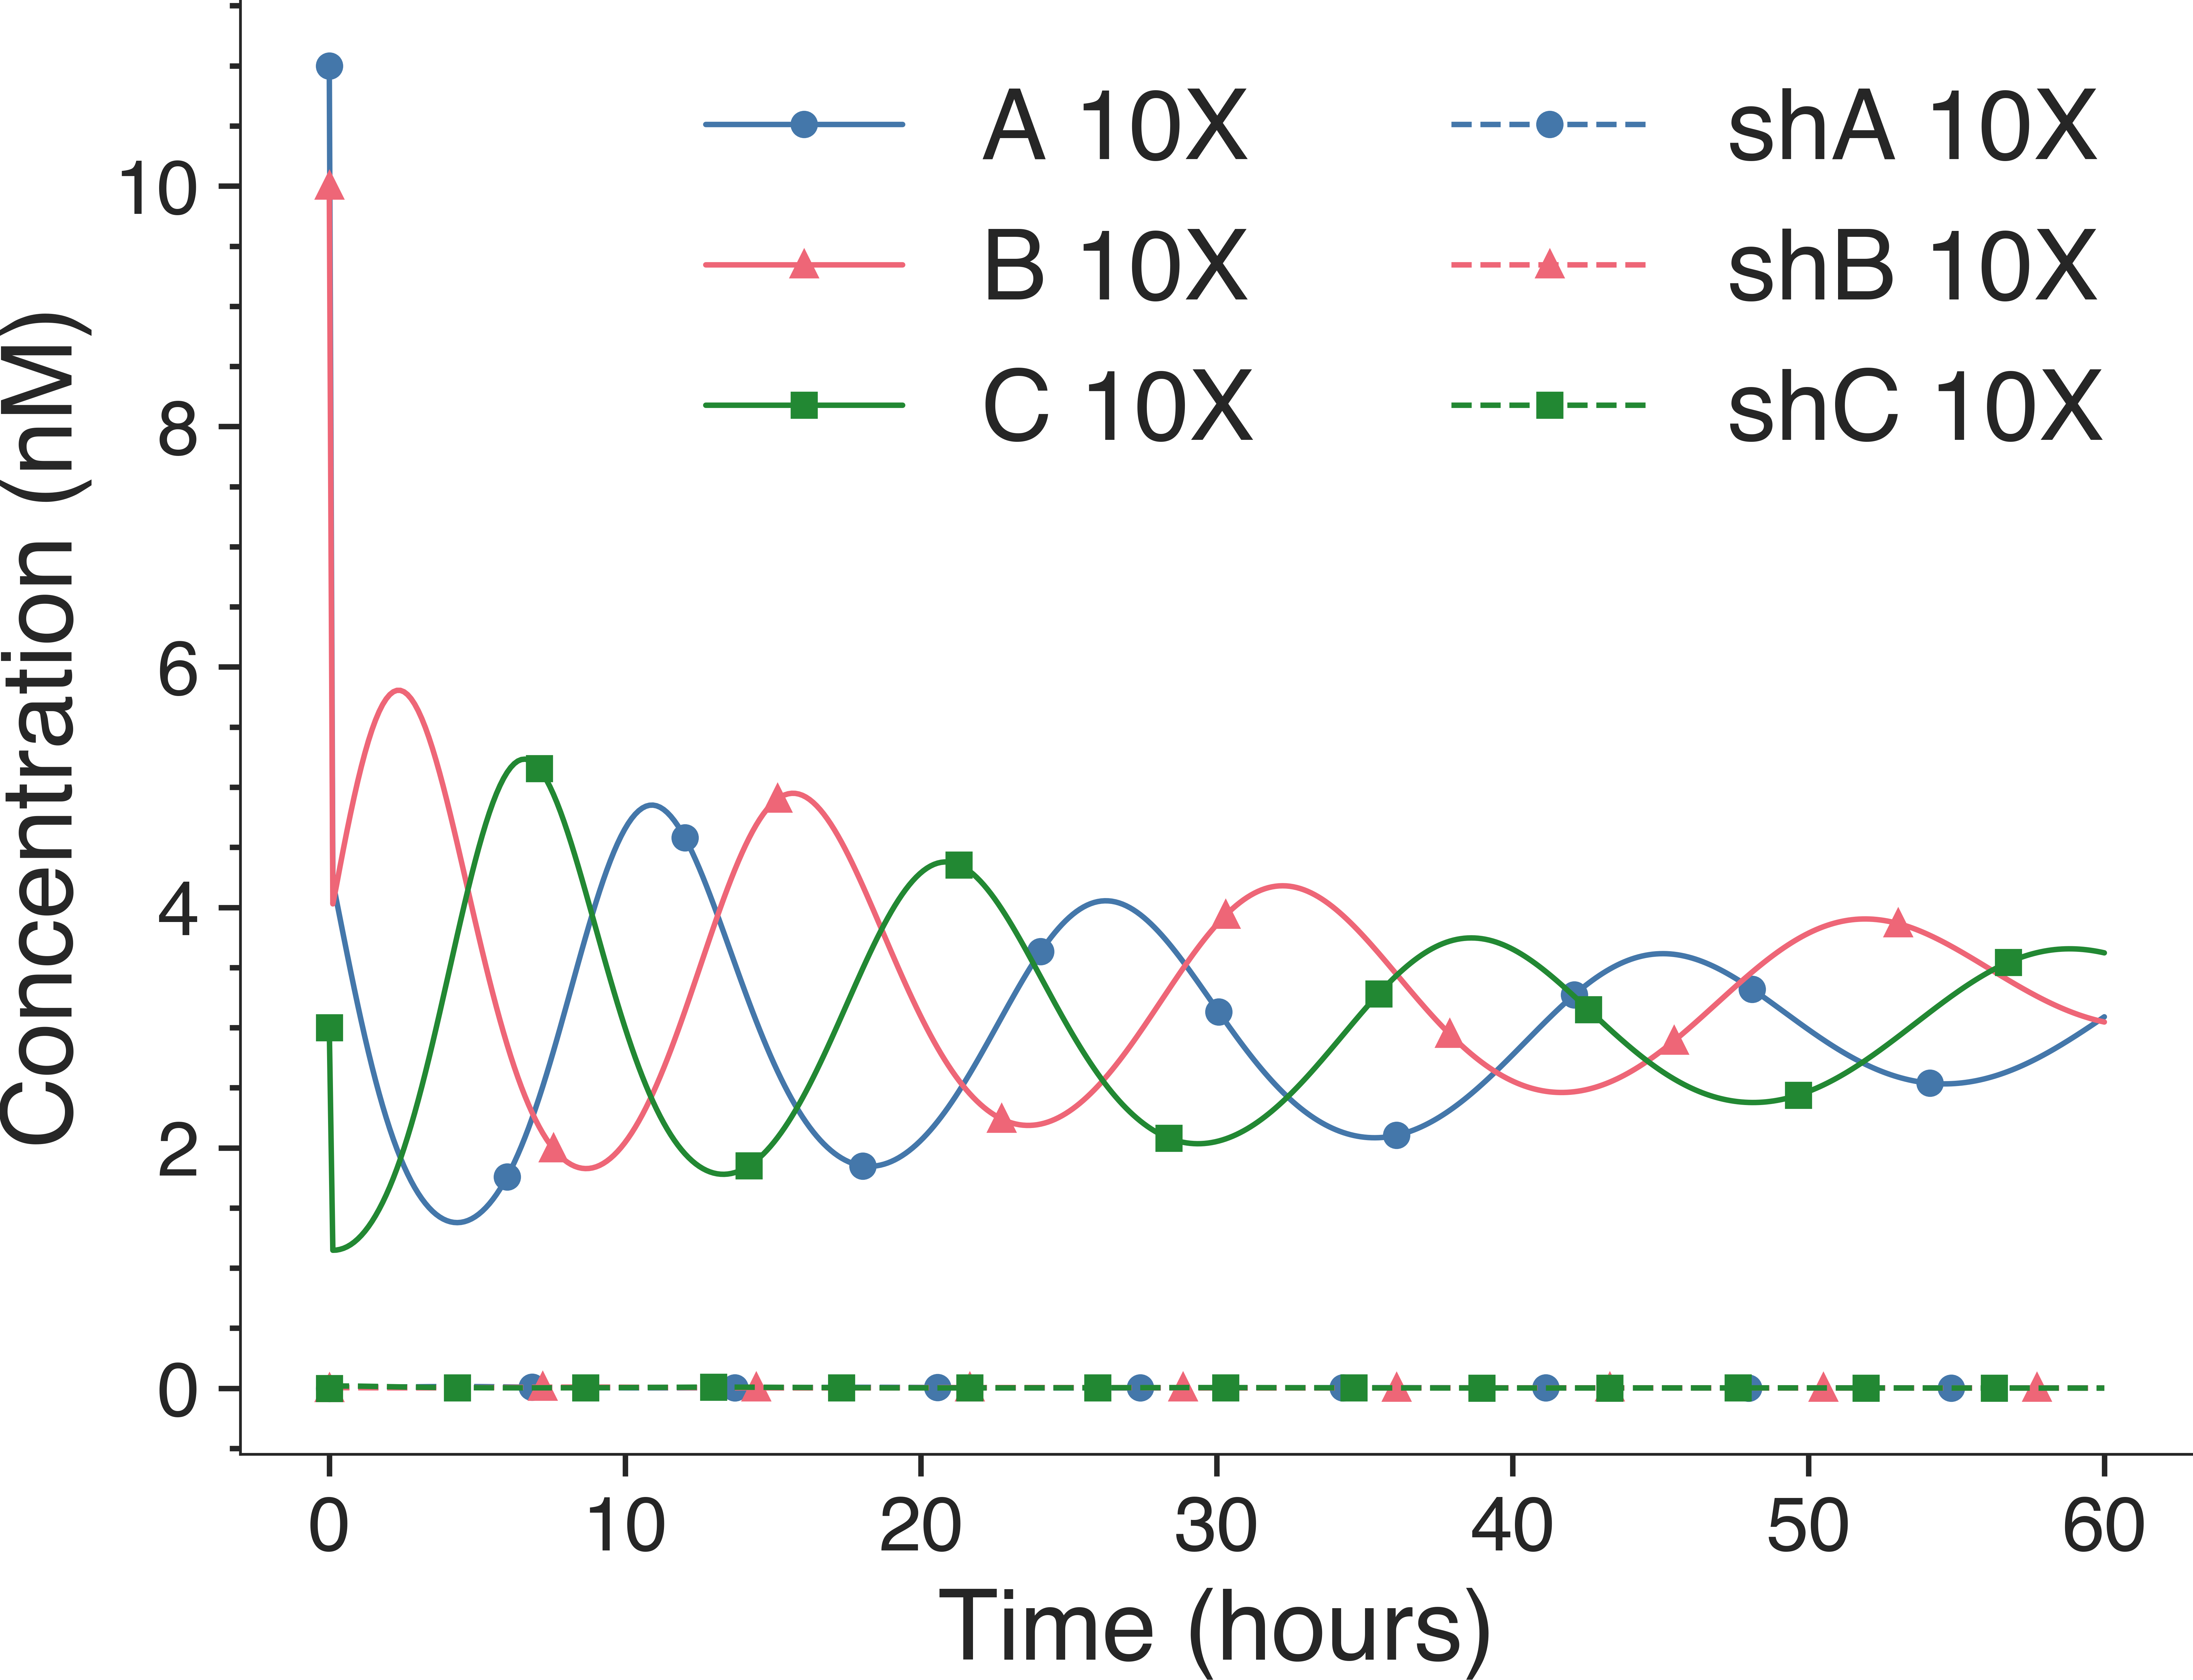 A 10X
B 10X
C 10X
shA 10X
shB 10X
shC 10X
Concentration (nM)
10
8
6
4
2
0
0 10 20 30 40 50 60
Time (hours)